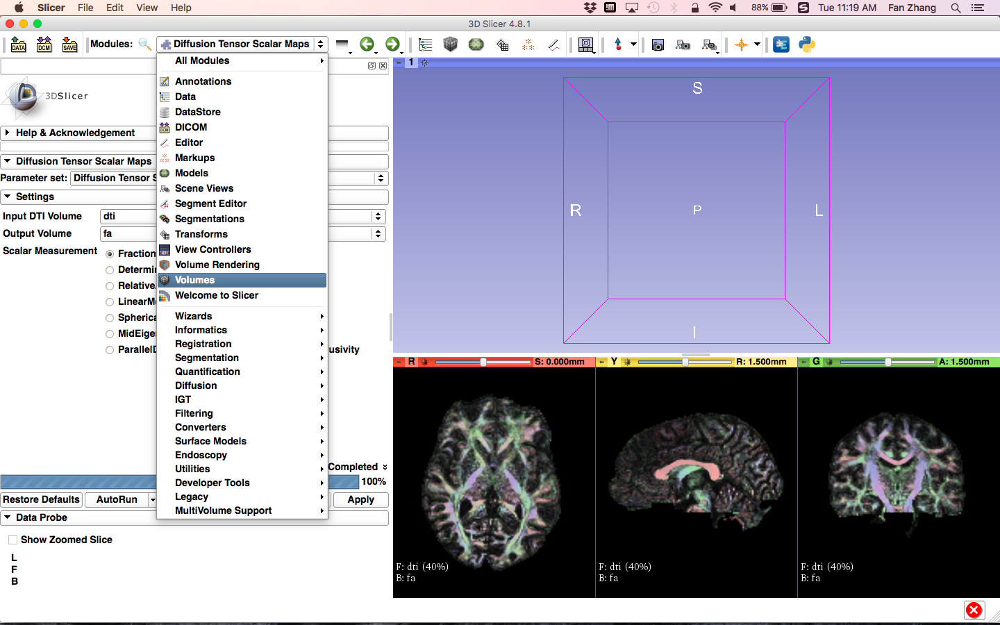 Slicer File Edit View Help 88% Tue 11:19 AM Fan Zhang
3D Slicer 4.8.1
DATA DCM SAVE Modules: Diffusion Tensor Scalar Maps
All Modules
Annotations
Data
DataStore
DICOM
Editor
Markups
Models
Scene Views
Segment Editor
Segmentations
Transforms
View Controllers
Volume Rendering
Volumes
Welcome to Slicer
Wizards
Informatics
Registration
Segmentation
Quantification
Diffusion
IGT
Filtering
Converters
Surface Models
Endoscopy
Utilities
Developer Tools
Legacy
MultiVolume Support
3DSlicer
Help & Acknowledgement
Diffusion Tensor Scalar Maps
Parameter set: Diffusion Tensor S
Settings
Input DTI Volume dti
Output Volume fa
Scalar Measurement Fraction
Determi
Relative
LinearM
Spherica
MidEige
ParallelD usivity
Completed
100%
Restore Defaults AutoRun Apply
Data Probe
Show Zoomed Slice
L
F
B
1
S
R P L
I
R S: 0.000mm
F: dti (40%)
B: fa
Y R: 1.500mm
F: dti (40%)
B: fa
G A: 1.500mm
F: dti (40%)
B: fa